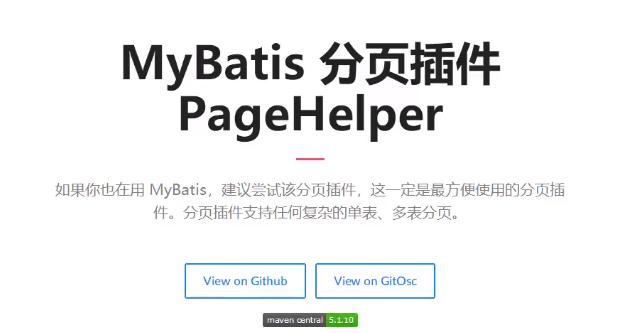 MyBatis 分页插件
PageHelper
如果你也在用 MyBatis，建议尝试该分页插件，这一定是最方便使用的分页插
件。分页插件支持任何复杂的单表、多表分页。
View on Github View on GitOsc
maven central 5.1.10